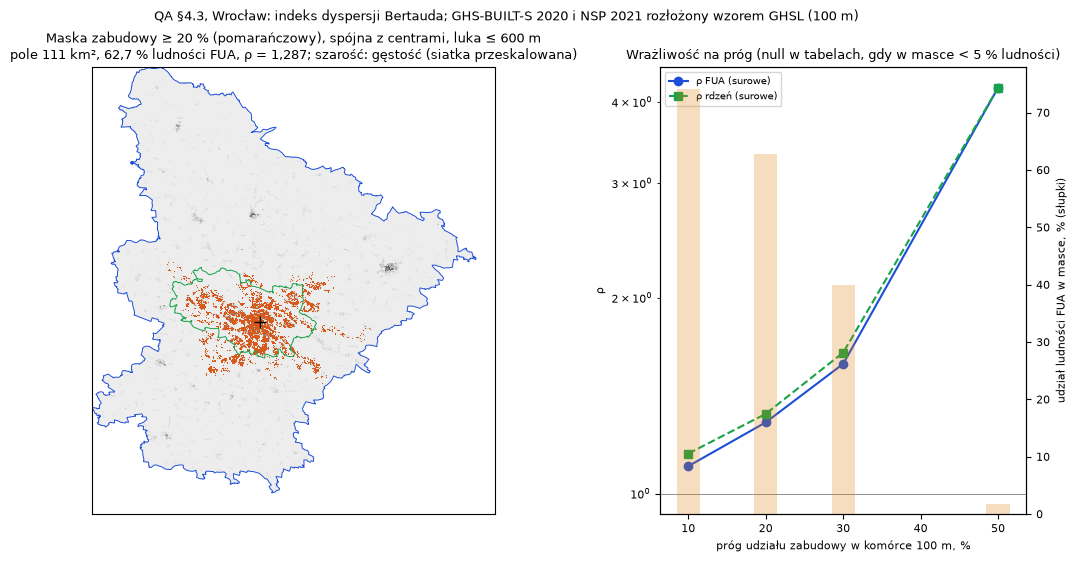 QA §4.3, Wrocław: indeks dyspersji Bertauda; GHS-BUILT-S 2020 i NSP 2021 rozłożony wzorem GHSL (100 m)
Maska zabudowy ≥ 20 % (pomarańczowy), spójna z centrami, luka ≤ 600 m
pole 111 km², 62,7 % ludności FUA, ρ = 1,287; szarość: gęstość (siatka przeskalowana)
Wrażliwość na próg (null w tabelach, gdy w masce < 5 % ludności)
ρ FUA (surowe)
ρ rdzeń (surowe)
4 × 10⁰
3 × 10⁰
2 × 10⁰
10⁰
ρ
70
60
50
40
30
20
10
0
udział ludności FUA w masce, % (słupki)
10
20
30
40
50
próg udziału zabudowy w komórce 100 m, %